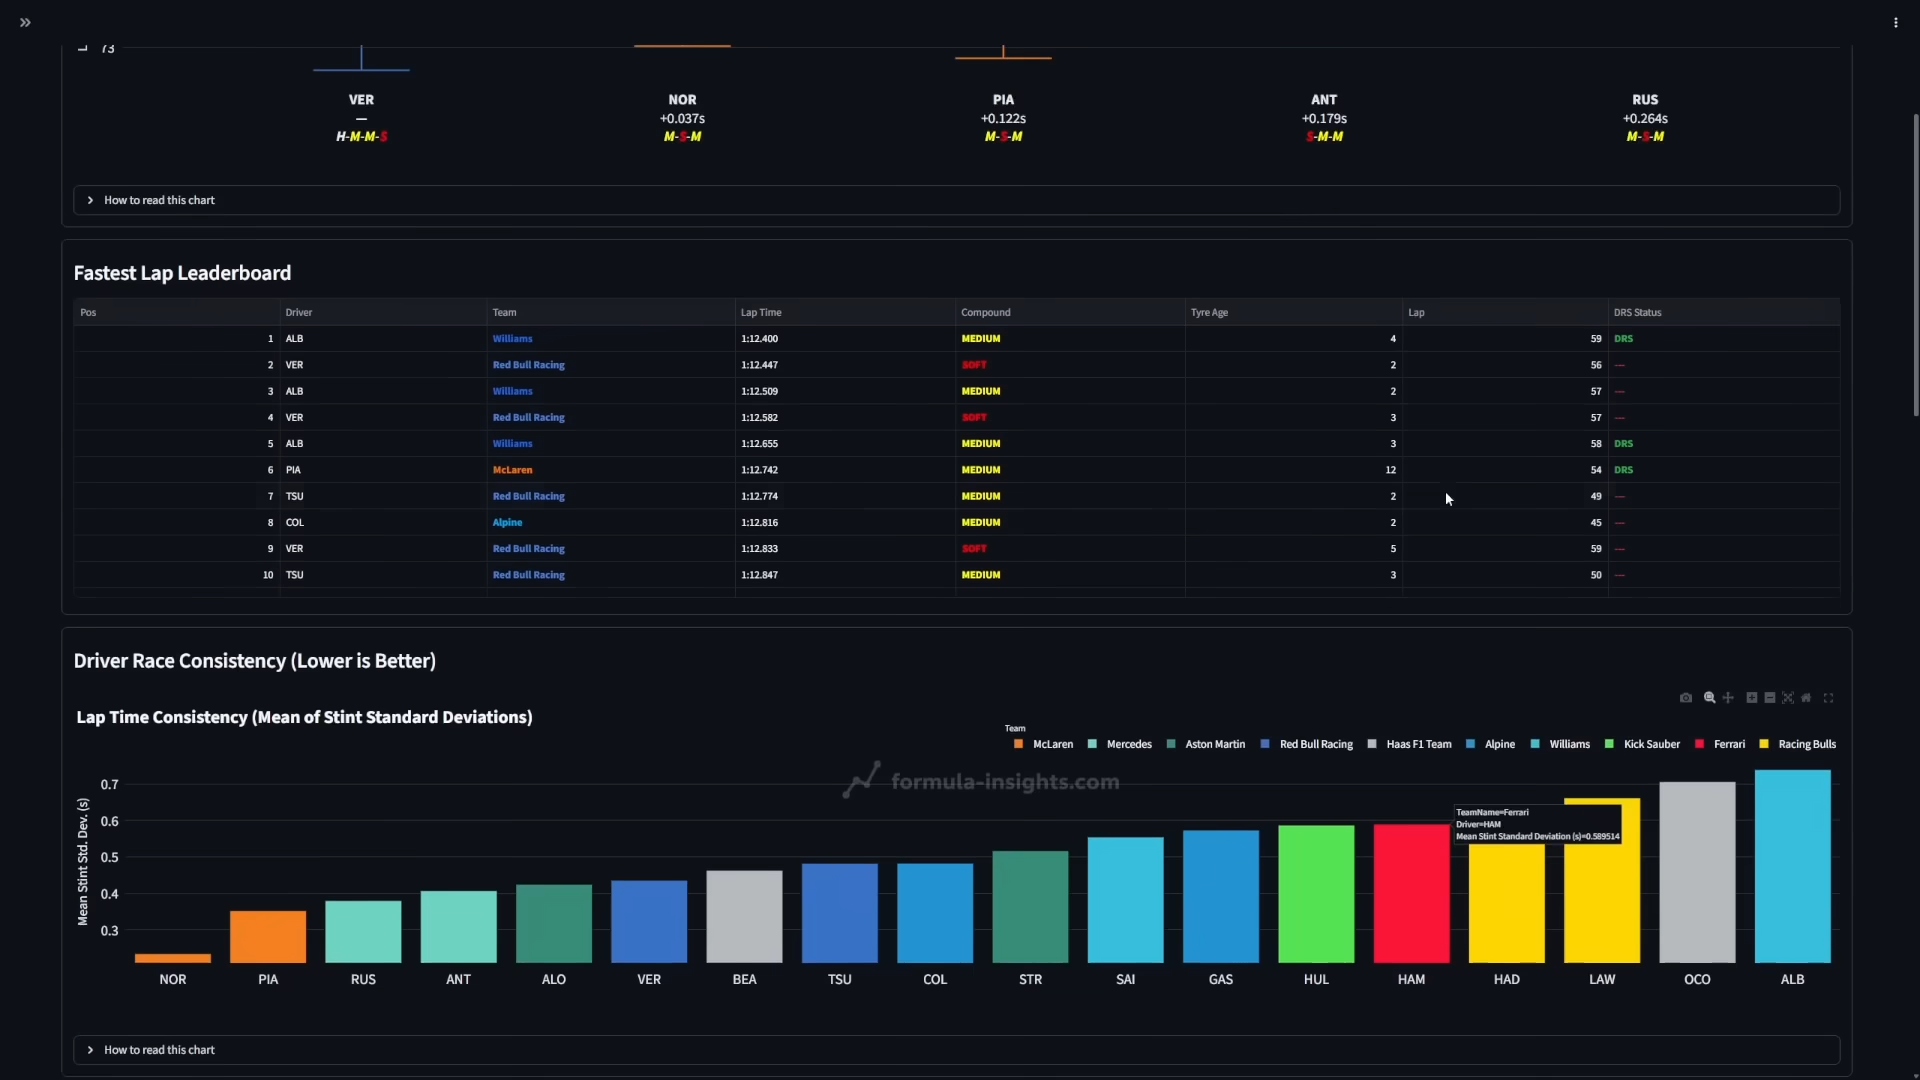 73
VER NOR PIA ANT RUS
— +0.037s +0.122s +0.179s +0.264s
H-M-M-S M-S-M M-S-M S-M-M M-S-M
How to read this chart
Fastest Lap Leaderboard
Pos Driver Team Lap Time Compound Tyre Age Lap DRS Status
1 ALB Williams 1:12.400 MEDIUM 4 59 DRS
2 VER Red Bull Racing 1:12.447 SOFT 2 56 —
3 ALB Williams 1:12.509 MEDIUM 2 57 —
4 VER Red Bull Racing 1:12.582 SOFT 3 57 —
5 ALB Williams 1:12.655 MEDIUM 3 58 DRS
6 PIA McLaren 1:12.742 MEDIUM 12 54 DRS
7 TSU Red Bull Racing 1:12.774 MEDIUM 2 49 —
8 COL Alpine 1:12.816 MEDIUM 2 45 —
9 VER Red Bull Racing 1:12.833 SOFT 5 59 —
10 TSU Red Bull Racing 1:12.847 MEDIUM 3 50 —
Driver Race Consistency (Lower is Better)
Lap Time Consistency (Mean of Stint Standard Deviations)
Team
McLaren Mercedes Aston Martin Red Bull Racing Haas F1 Team Alpine Williams Kick Sauber Ferrari Racing Bulls
formula-insights.com
Mean Stint Std. Dev. (s)
0.7
0.6
0.5
0.4
0.3
TeamName=Ferrari
Driver=HAM
Mean Stint Standard Deviation (s)=0.589514
NOR PIA RUS ANT ALO VER BEA TSU COL STR SAI GAS HUL HAM HAD LAW OCO ALB
How to read this chart